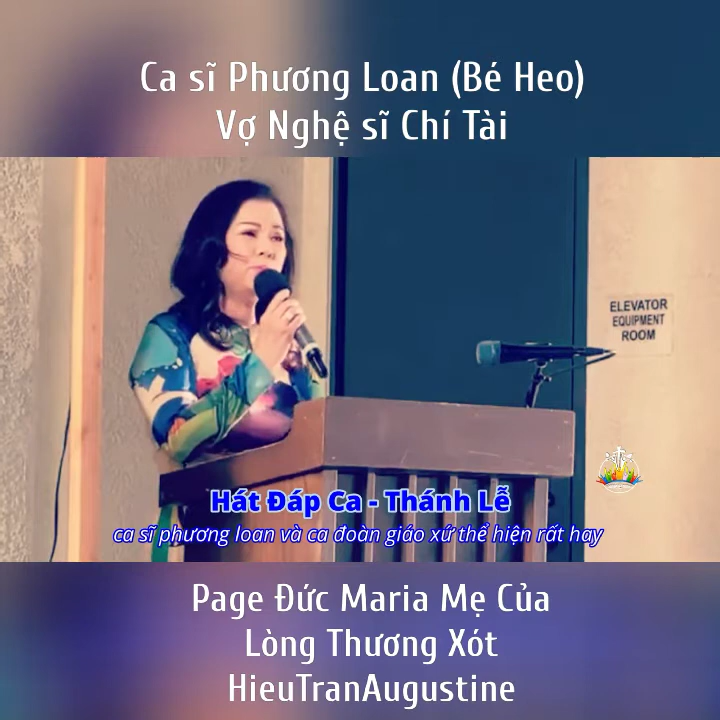 Ca sĩ Phương Loan (Bé Heo)
Vợ Nghệ sĩ Chí Tài
ELEVATOR
EQUIPMENT
ROOM
Hát Đáp Ca - Thánh Lễ
ca sĩ phương loan và ca đoàn giáo xứ thể hiện rất hay
Page Đức Maria Mẹ Của
Lòng Thương Xót
HieuTranAugustine